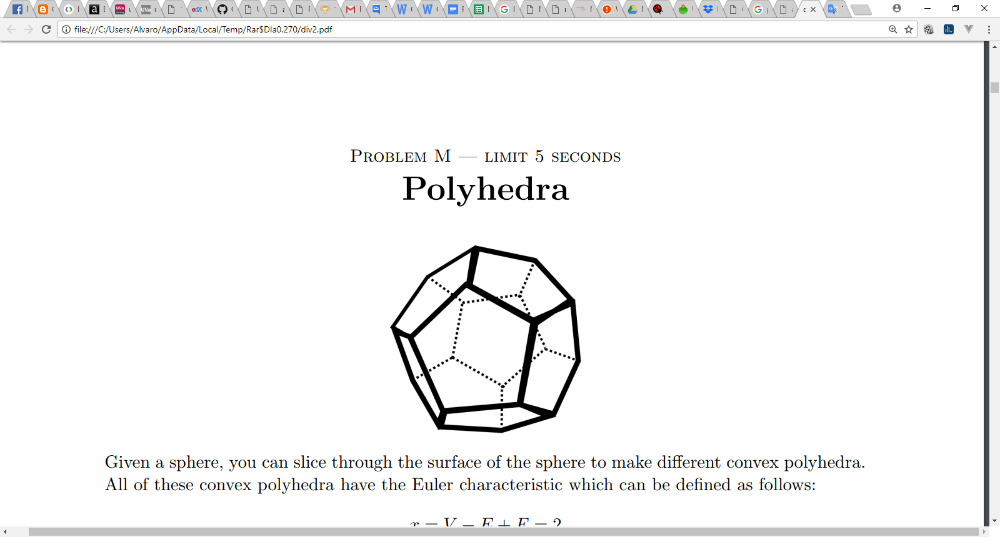 file:///C:/Users/Alvaro/AppData/Local/Temp/Rar$DIa0.270/div2.pdf
PROBLEM M — LIMIT 5 SECONDS
Polyhedra
Given a sphere, you can slice through the surface of the sphere to make different convex polyhedra.
All of these convex polyhedra have the Euler characteristic which can be defined as follows:
x = V − E + F = 2